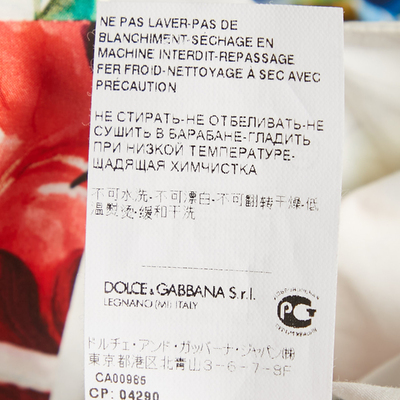 NE PAS LAVER-PAS DE
BLANCHIMENT-SÉCHAGE EN
MACHINE INTERDIT-REPASSAGE
FER FROID-NETTOYAGE A SEC AVEC
PRÉCAUTION
НЕ СТИРАТЬ-НЕ ОТБЕЛИВАТЬ-НЕ
СУШИТЬ В БАРАБАНЕ-ГЛАДИТЬ
ПРИ НИЗКОЙ ТЕМПЕРАТУРЕ-
ЩАДЯЩАЯ ХИМЧИСТКА
不可水洗-不可漂白-不可翻转干燥-低
温熨烫-缓和干洗
DOLCE & GABBANA S.r.l.
LEGNANO (MI) ITALY
ドルチェ・アンド・ガッバーナ・ジャパン(株)
東京都港区北青山3-6-7-9F
CA00965
CP: 04290